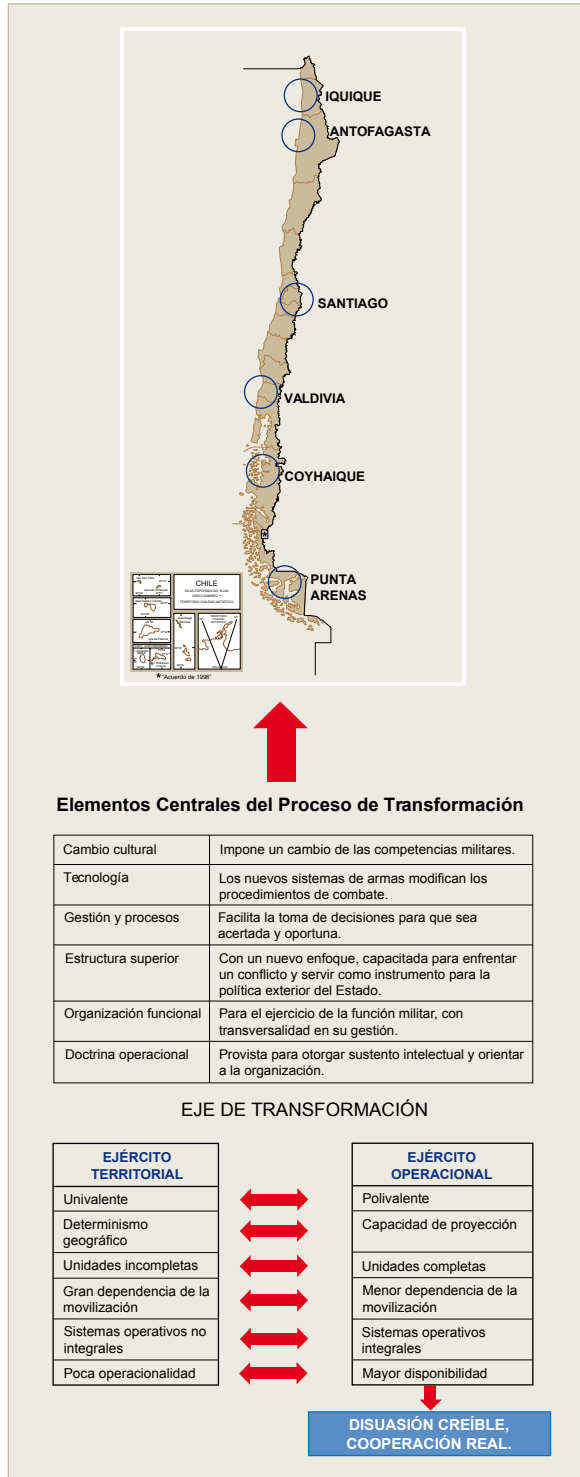 IQUIQUE
ANTOFAGASTA
SANTIAGO
VALDIVIA
COYHAIQUE
PUNTA
ARENAS
CHILE
TERRITORIO CHILENO ANTÁRTICO
* "Acuerdo de 1998"
Elementos Centrales del Proceso de Transformación
Cambio cultural
Impone un cambio de las competencias militares.
Tecnología
Los nuevos sistemas de armas modifican los
procedimientos de combate.
Gestión y procesos
Facilita la toma de decisiones para que sea
acertada y oportuna.
Estructura superior
Con un nuevo enfoque, capacitada para enfrentar
un conflicto y servir como instrumento para la
política exterior del Estado.
Organización funcional
Para el ejercicio de la función militar, con
transversalidad en su gestión.
Doctrina operacional
Provista para otorgar sustento intelectual y orientar
a la organización.
EJE DE TRANSFORMACIÓN
EJÉRCITO
TERRITORIAL
EJÉRCITO
OPERACIONAL
Univalente
Polivalente
Determinismo
geográfico
Capacidad de proyección
Unidades incompletas
Unidades completas
Gran dependencia de la
movilización
Menor dependencia de la
movilización
Sistemas operativos no
integrales
Sistemas operativos
integrales
Poca operacionalidad
Mayor disponibilidad
DISUASIÓN CREÍBLE,
COOPERACIÓN REAL.